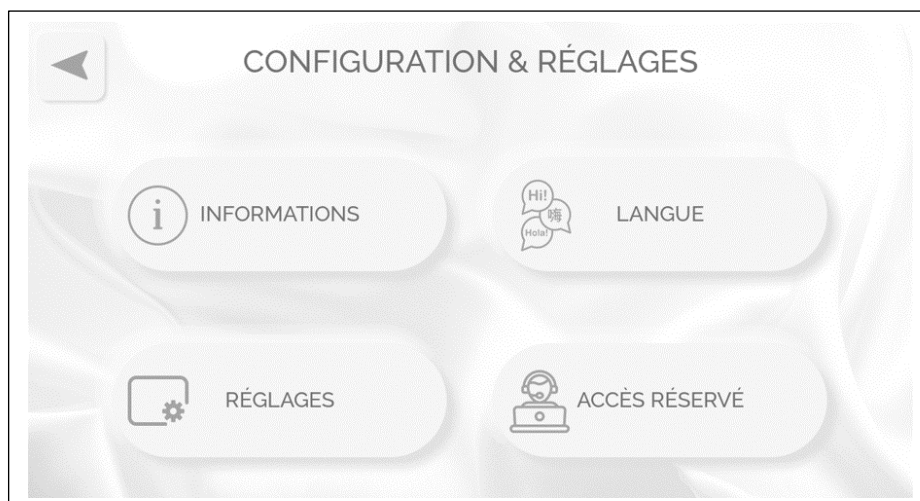 CONFIGURATION & RÉGLAGES
i INFORMATIONS
Hi!
嗨
Hola!
LANGUE
RÉGLAGES
ACCÈS RÉSERVÉ